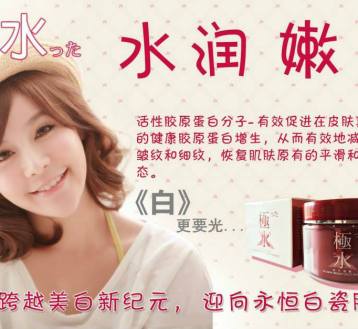 水った
水润嫩
活性胶原蛋白分子-有效促进在皮肤
的健康胶原蛋白增生，从而有效地减
皱纹和细纹，恢复肌肤原有的平滑和
态。
《白》
更要光...
極水
極水
跨越美白新纪元，迎向永恒白瓷